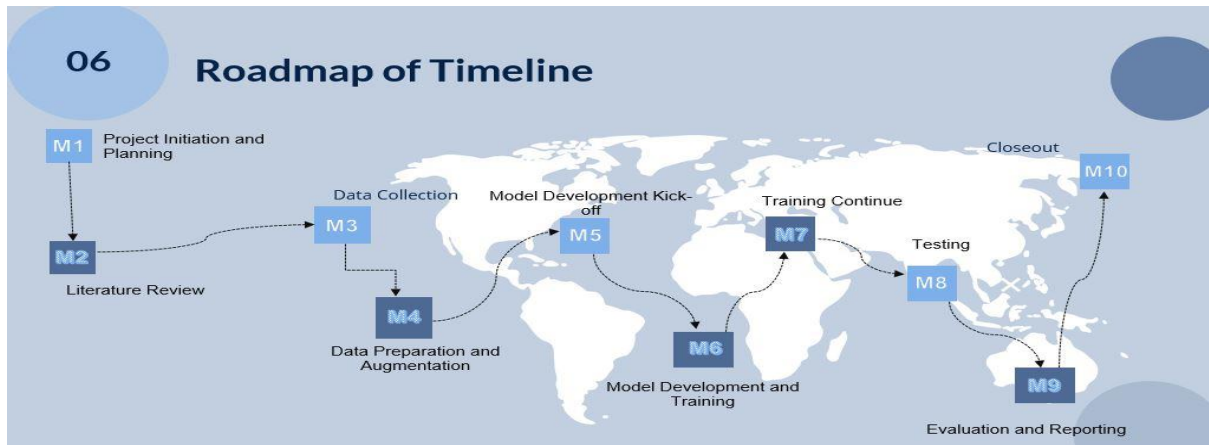 06
Roadmap of Timeline
M1
Project Initiation and
Planning
M2
Literature Review
Data Collection
M3
M4
Data Preparation and
Augmentation
Model Development Kick-
off
M5
M6
Model Development and
Training
Training Continue
M7
Testing
M8
M9
Evaluation and Reporting
Closeout
M10